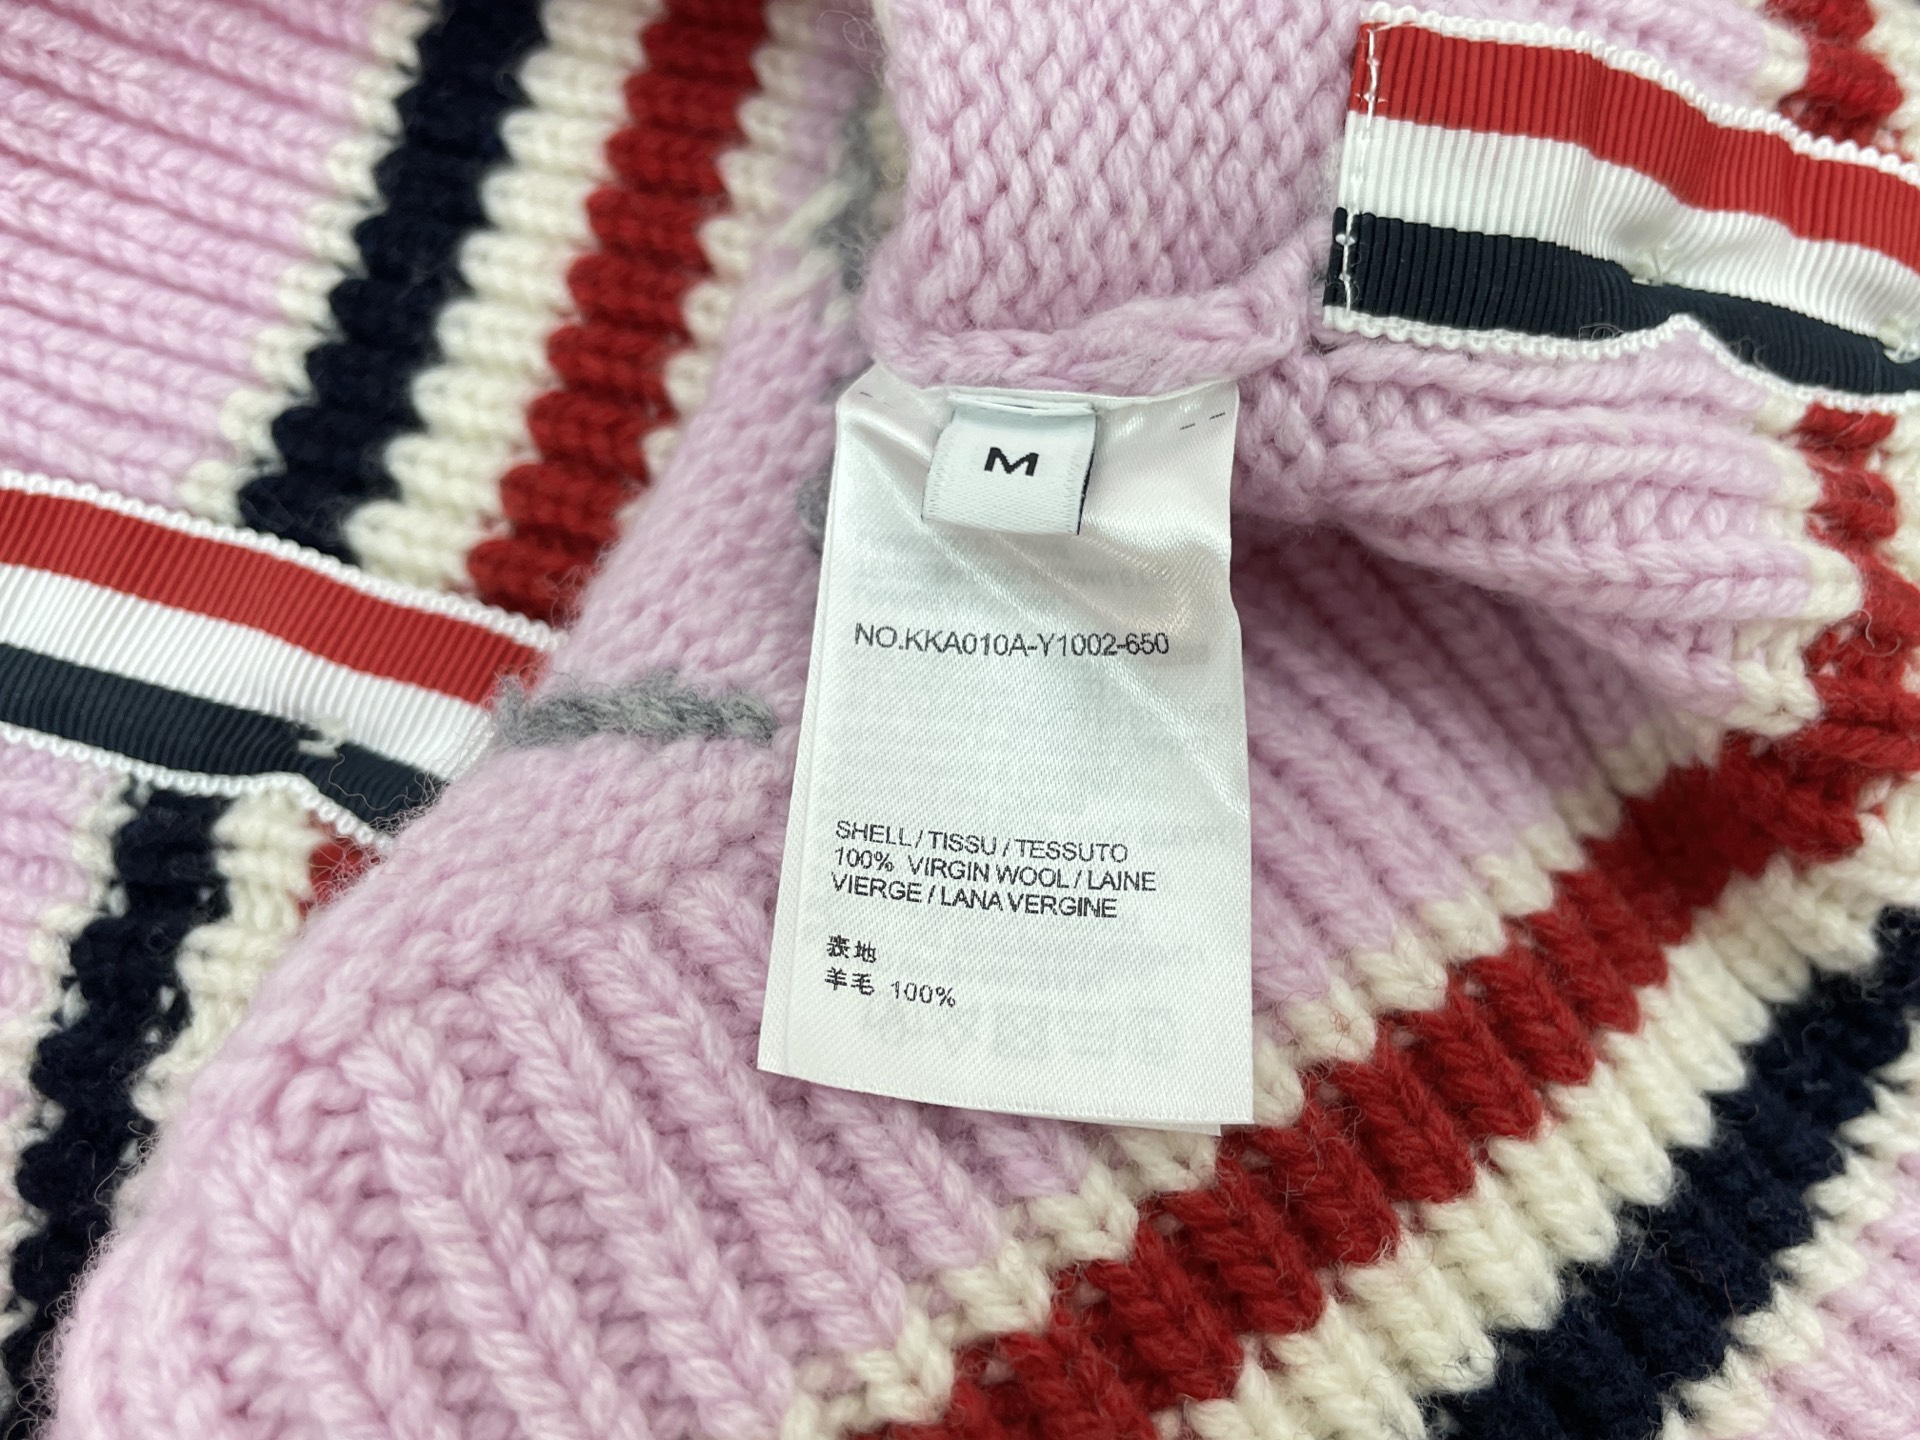 M
NO.KKA010A-Y1002-650
SHELL / TISSU / TESSUTO
100% VIRGIN WOOL / LAINE
VIERGE / LANA VERGINE
表地
羊毛 100%